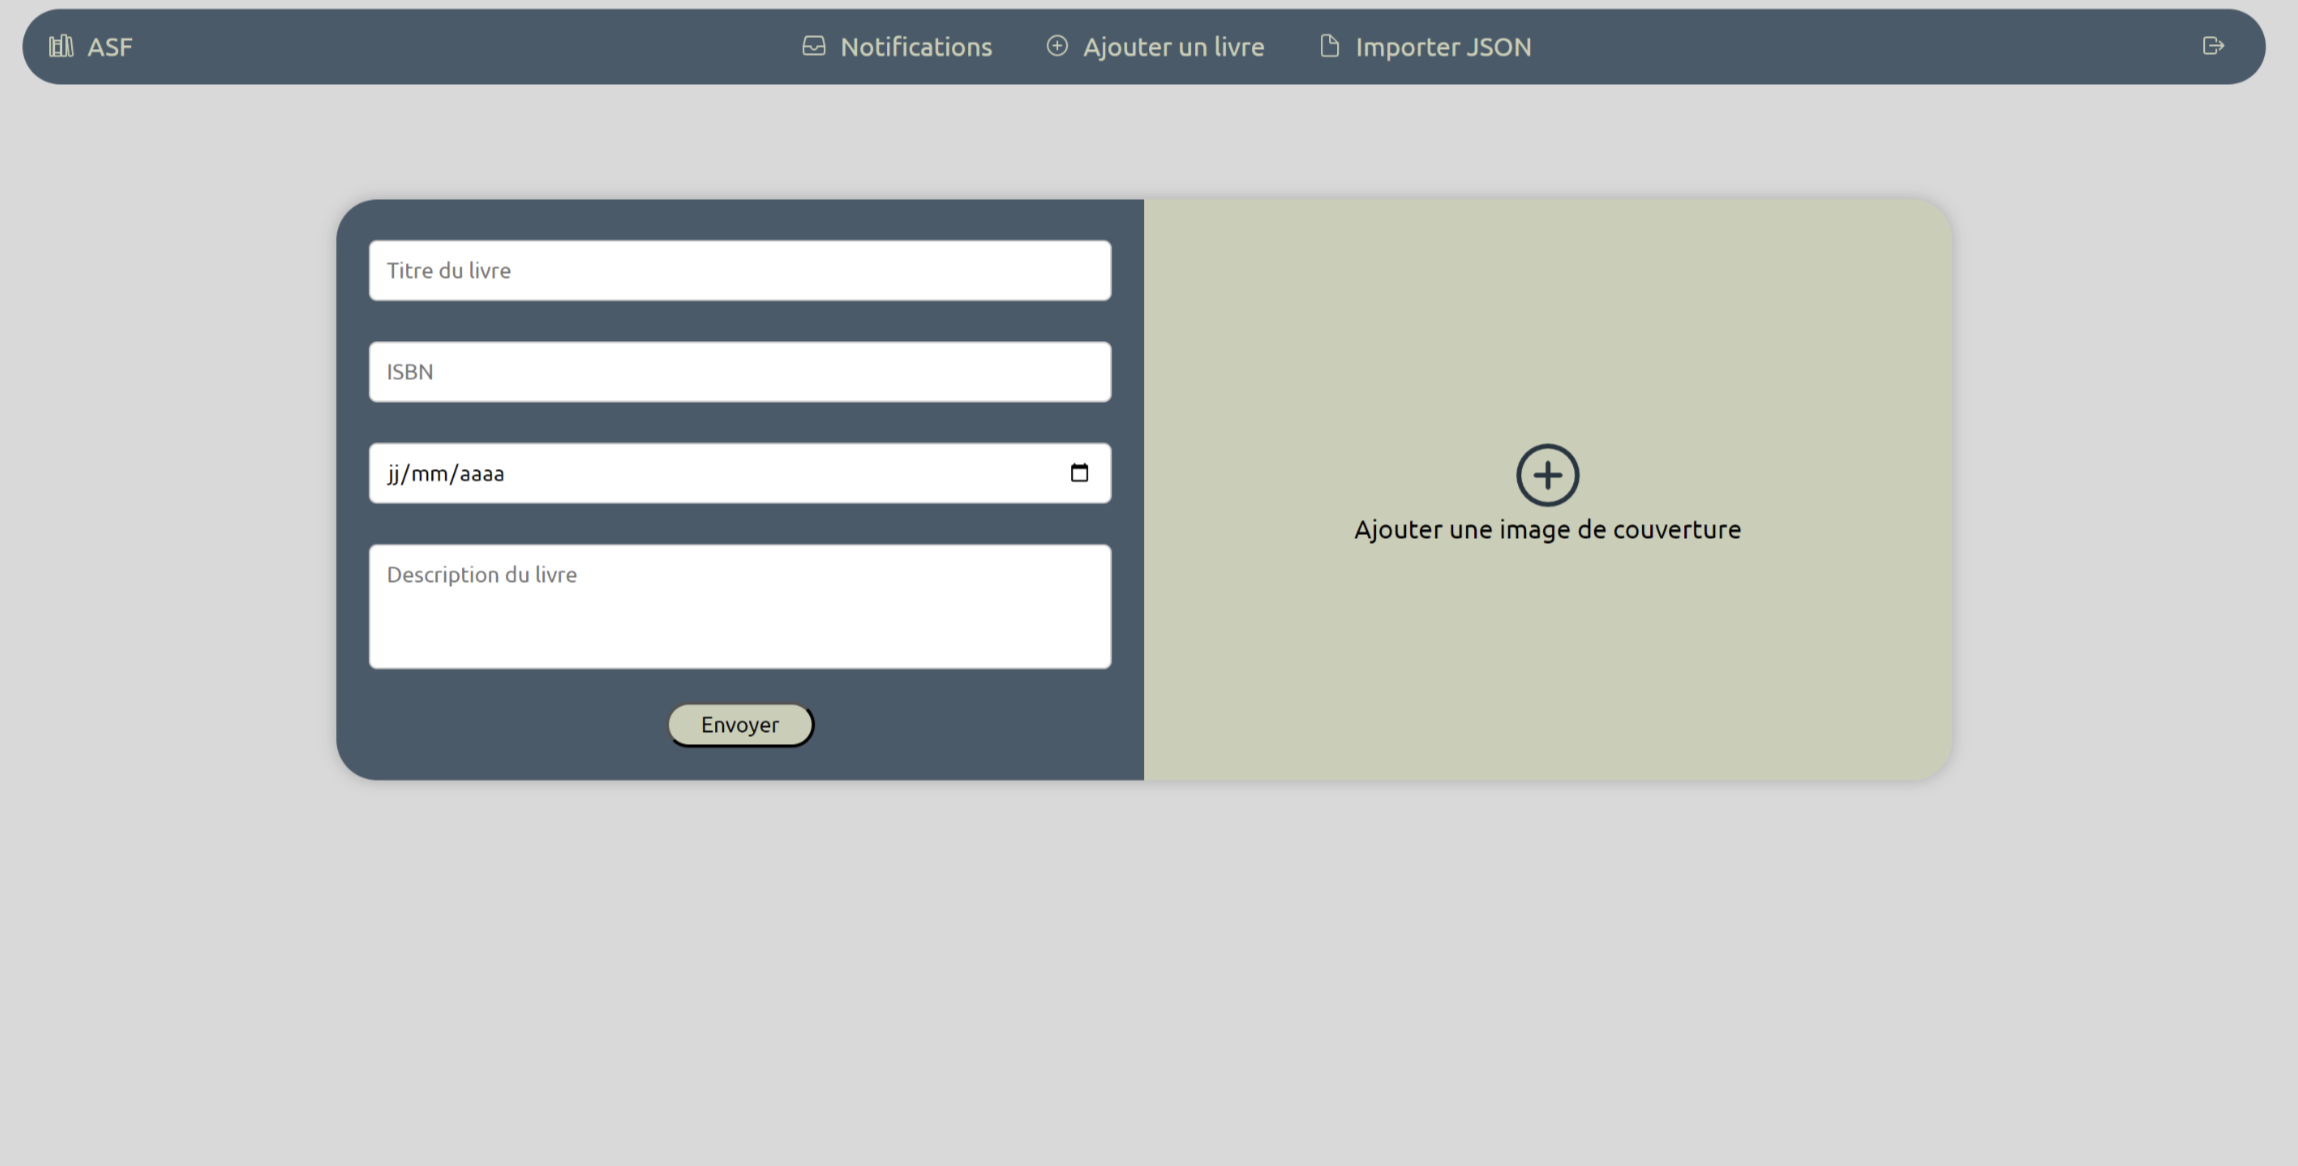 ASF
Notifications
Ajouter un livre
Importer JSON
Titre du livre
ISBN
jj/mm/aaaa
Description du livre
Envoyer
Ajouter une image de couverture